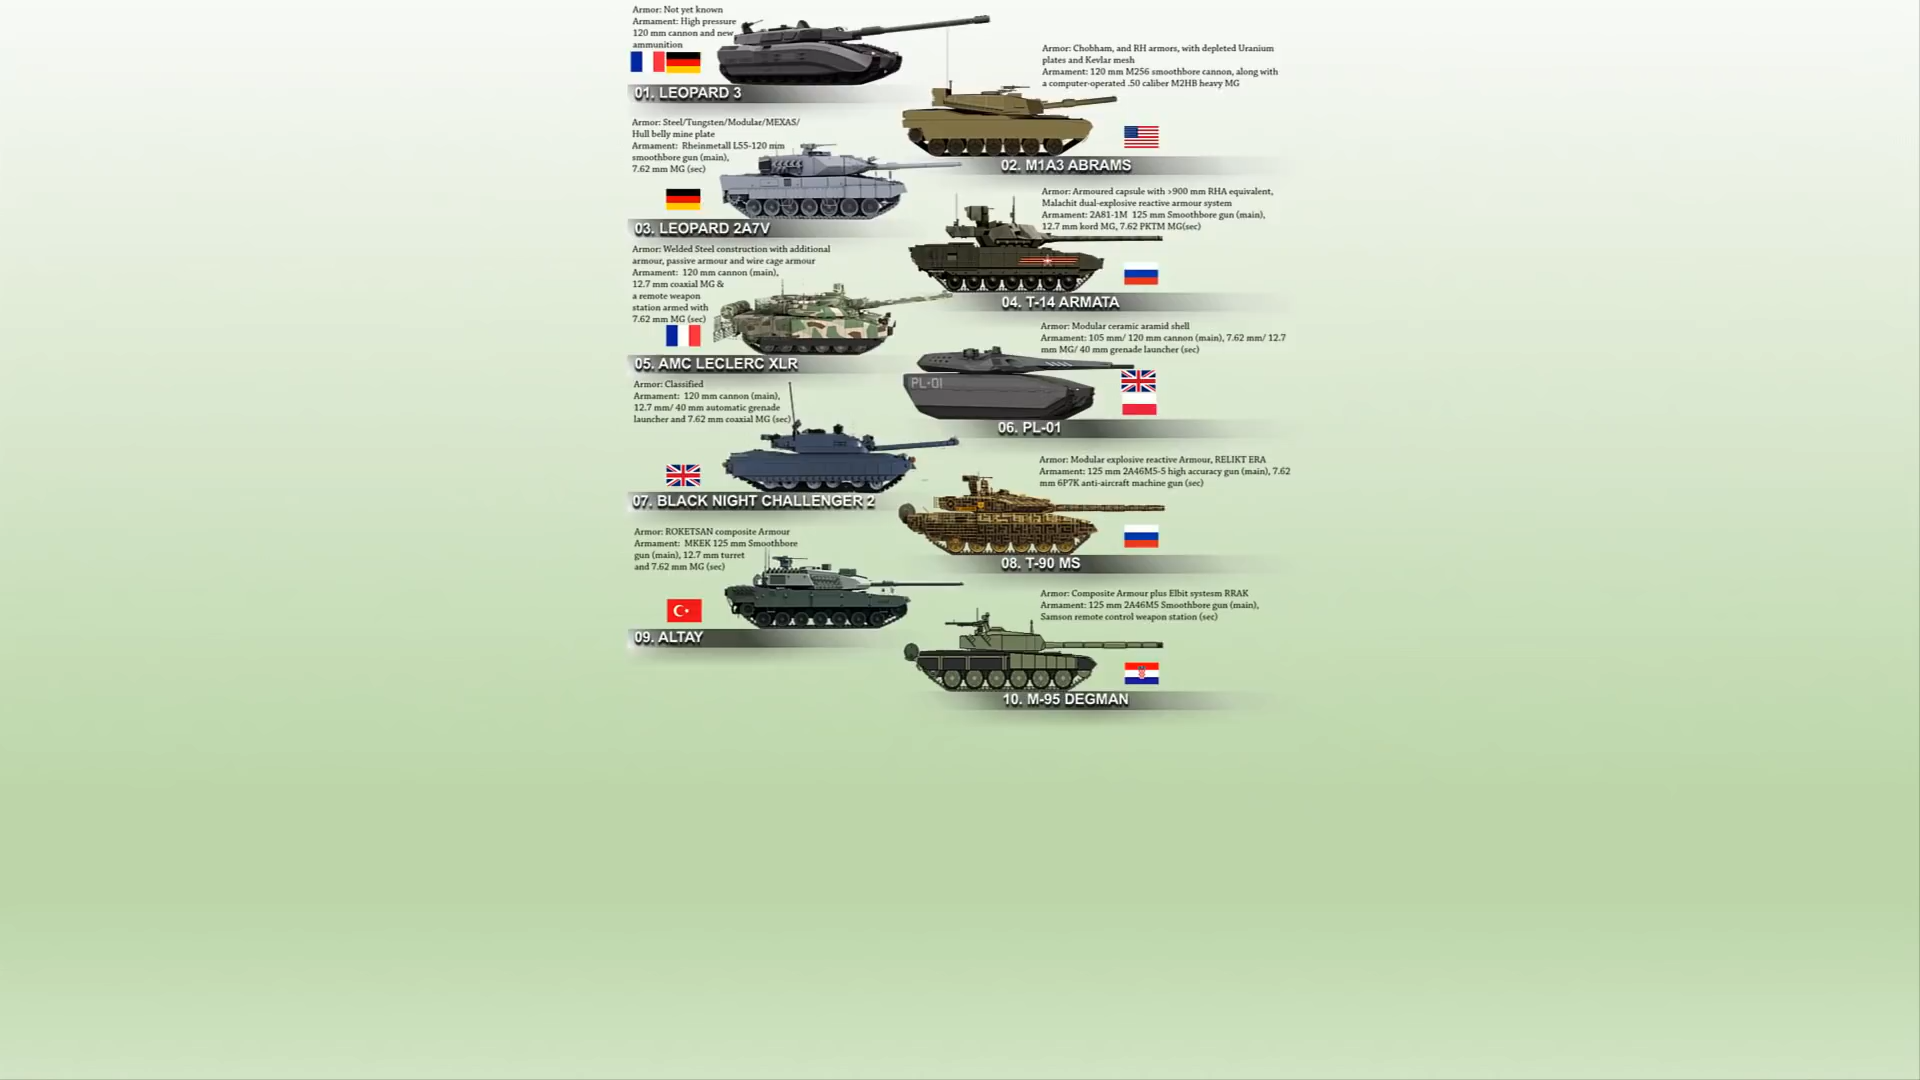 Armor: Not yet known
Armament: High pressure
120 mm cannon and new
ammunition
01. LEOPARD 3
Armor: Chobham, and RH armors, with depleted Uranium
plates and Kevlar mesh
Armament: 120 mm M256 smoothbore cannon, along with
a computer-operated .50 caliber M2HB heavy MG
02. M1A3 ABRAMS
Armor: Steel/Tungsten/Modular/MEXAS/
Hull belly mine plate
Armament: Rheinmetall L55-120 mm
smoothbore gun (main),
7.62 mm MG (sec)
03. LEOPARD 2A7V
Armor: Armoured capsule with >900 mm RHA equivalent,
Malachit dual-explosive reactive armour system
Armament: 2A81-1M 125 mm Smoothbore gun (main),
12.7 mm kord MG, 7.62 PKTM MG(sec)
04. T-14 ARMATA
Armor: Welded Steel construction with additional
armour, passive armour and wire cage armour
Armament: 120 mm cannon (main),
12.7 mm coaxial MG &
a remote weapon
station armed with
7.62 mm MG (sec)
05. AMC LECLERC XLR
Armor: Modular ceramic aramid shell
Armament: 105 mm/ 120 mm cannon (main), 7.62 mm/ 12.7
mm MG/ 40 mm grenade launcher (sec)
PL-01
06. PL-01
Armor: Classified
Armament: 120 mm cannon (main),
12.7 mm/ 40 mm automatic grenade
launcher and 7.62 mm coaxial MG (sec)
07. BLACK NIGHT CHALLENGER 2
Armor: Modular explosive reactive Armour, RELIKT ERA
Armament: 125 mm 2A46M5-5 high accuracy gun (main), 7.62
mm 6P7K anti-aircraft machine gun (sec)
08. T-90 MS
Armor: ROKETSAN composite Armour
Armament: MKEK 125 mm Smoothbore
gun (main), 12.7 mm turret
and 7.62 mm MG (sec)
09. ALTAY
Armor: Composite Armour plus Elbit systesm RRAK
Armament: 125 mm 2A46M5 Smoothbore gun (main),
Samson remote control weapon station (sec)
10. M-95 DEGMAN